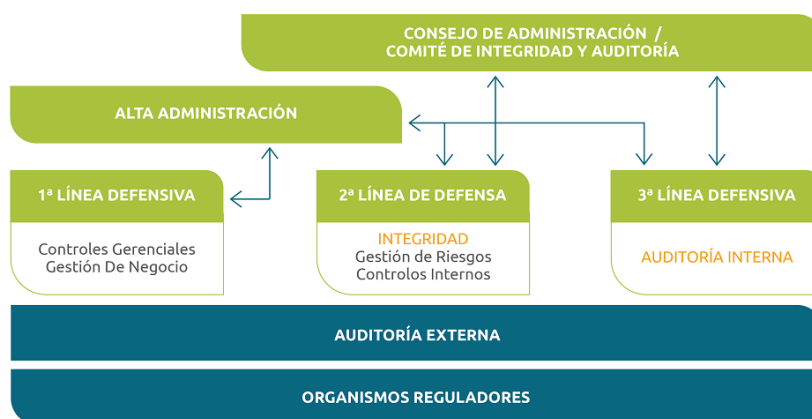 CONSEJO DE ADMINISTRACIÓN /
COMITÉ DE INTEGRIDAD Y AUDITORÍA
ALTA ADMINISTRACIÓN
1ª LÍNEA DEFENSIVA
Controles Gerenciales
Gestión De Negocio
2ª LÍNEA DE DEFENSA
INTEGRIDAD
Gestión de Riesgos
Controlos Internos
3ª LÍNEA DEFENSIVA
AUDITORÍA INTERNA
AUDITORÍA EXTERNA
ORGANISMOS REGULADORES